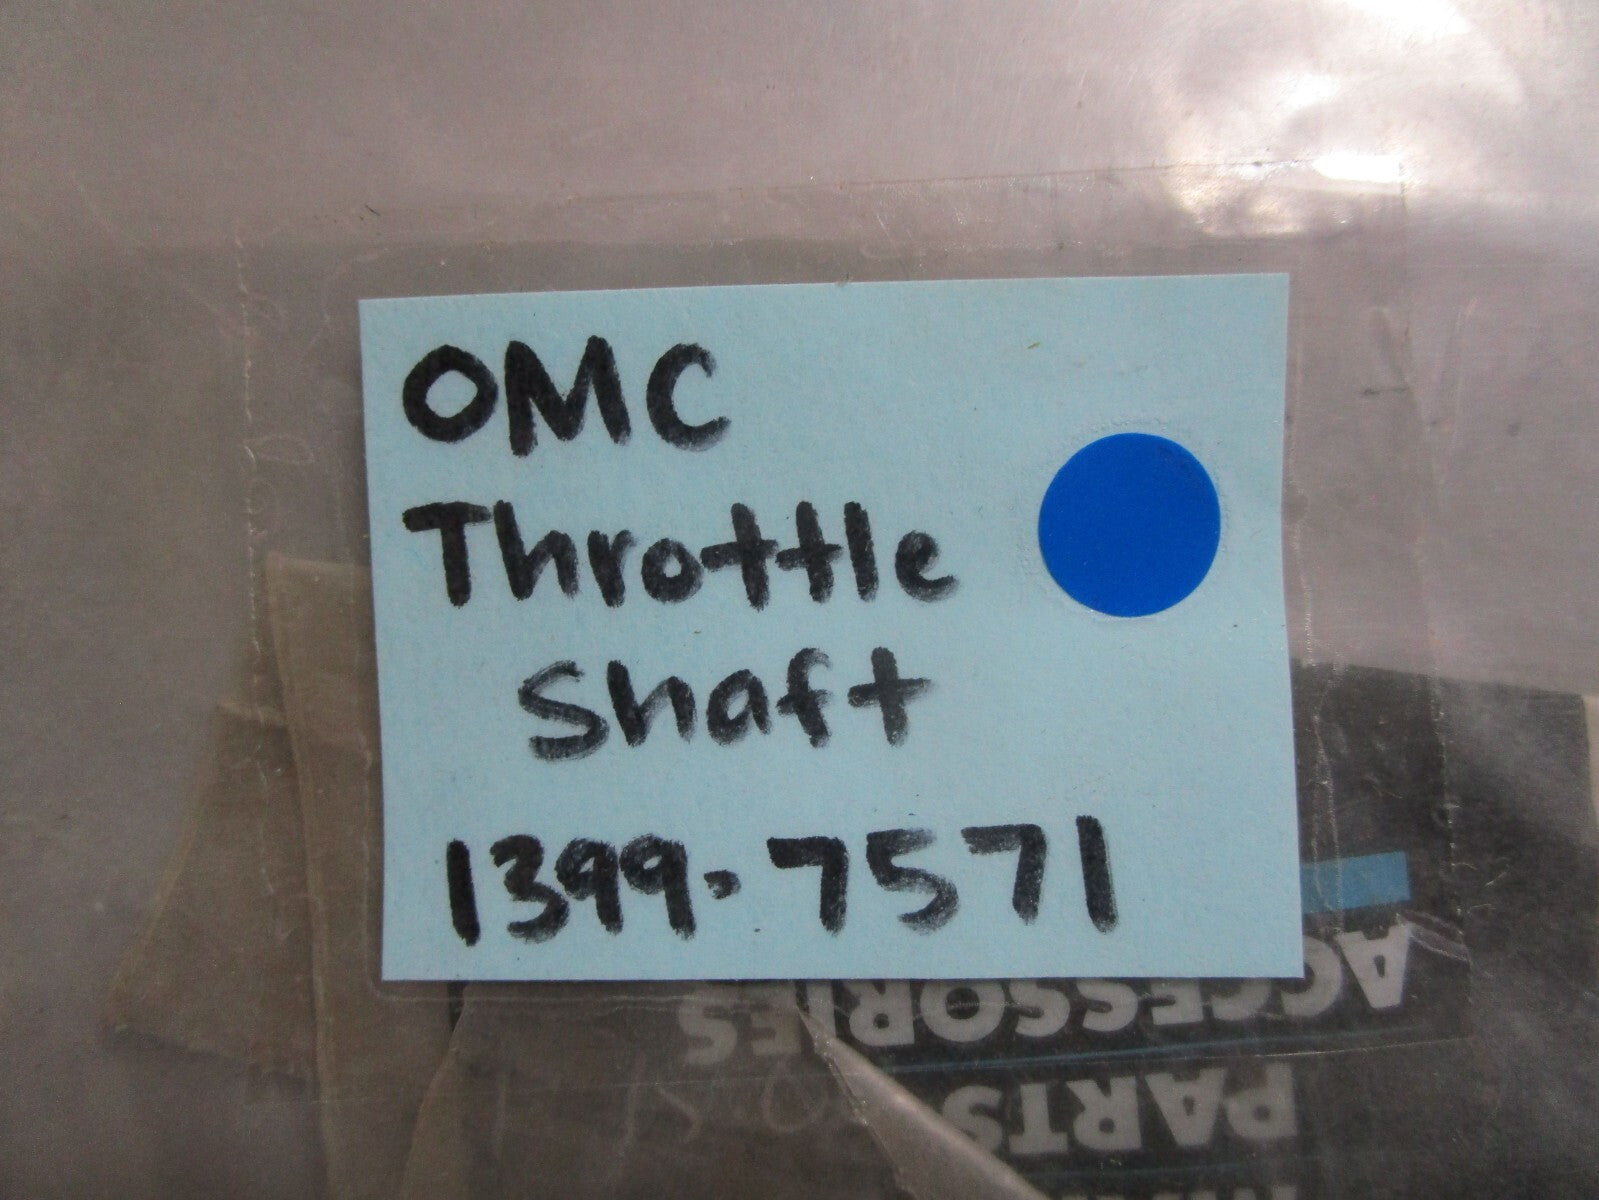 OMC
Throttle
Shaft
1399-7571
ACCESSORIES
PARTS